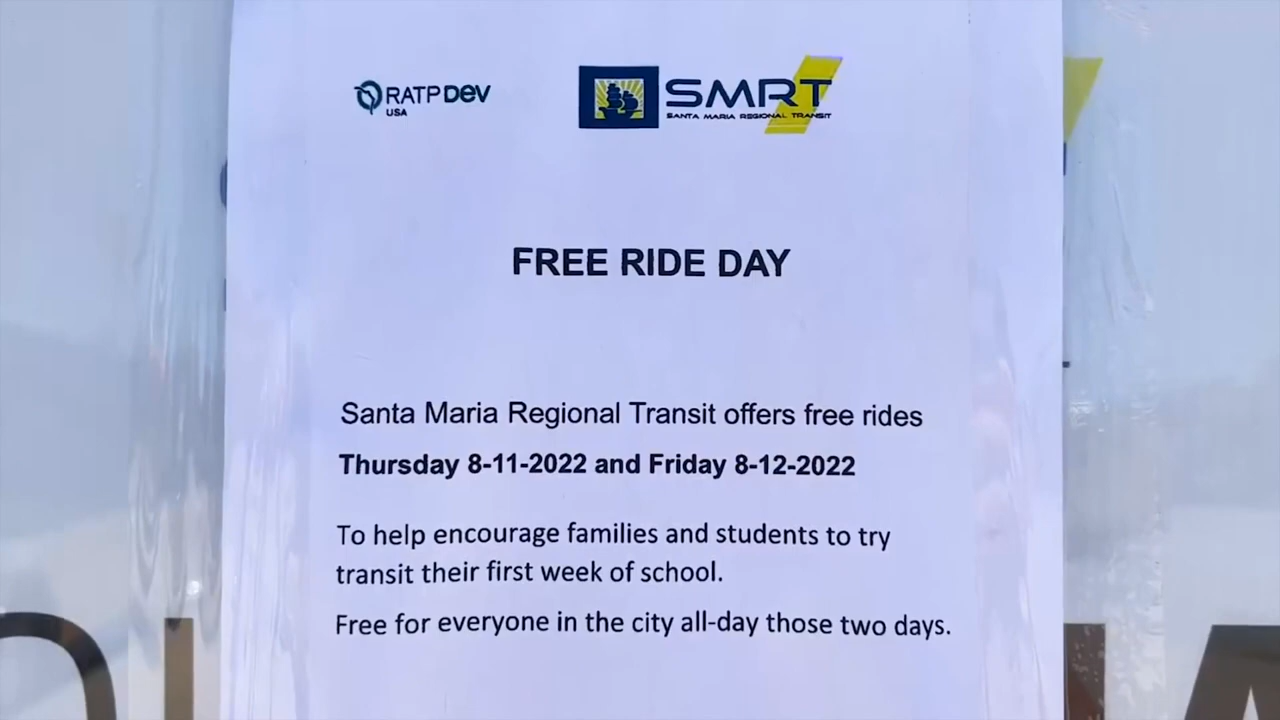 RATP DEV
USA
SMRT
SANTA MARIA REGIONAL TRANSIT
FREE RIDE DAY
Santa Maria Regional Transit offers free rides
Thursday 8-11-2022 and Friday 8-12-2022
To help encourage families and students to try
transit their first week of school.
Free for everyone in the city all-day those two days.